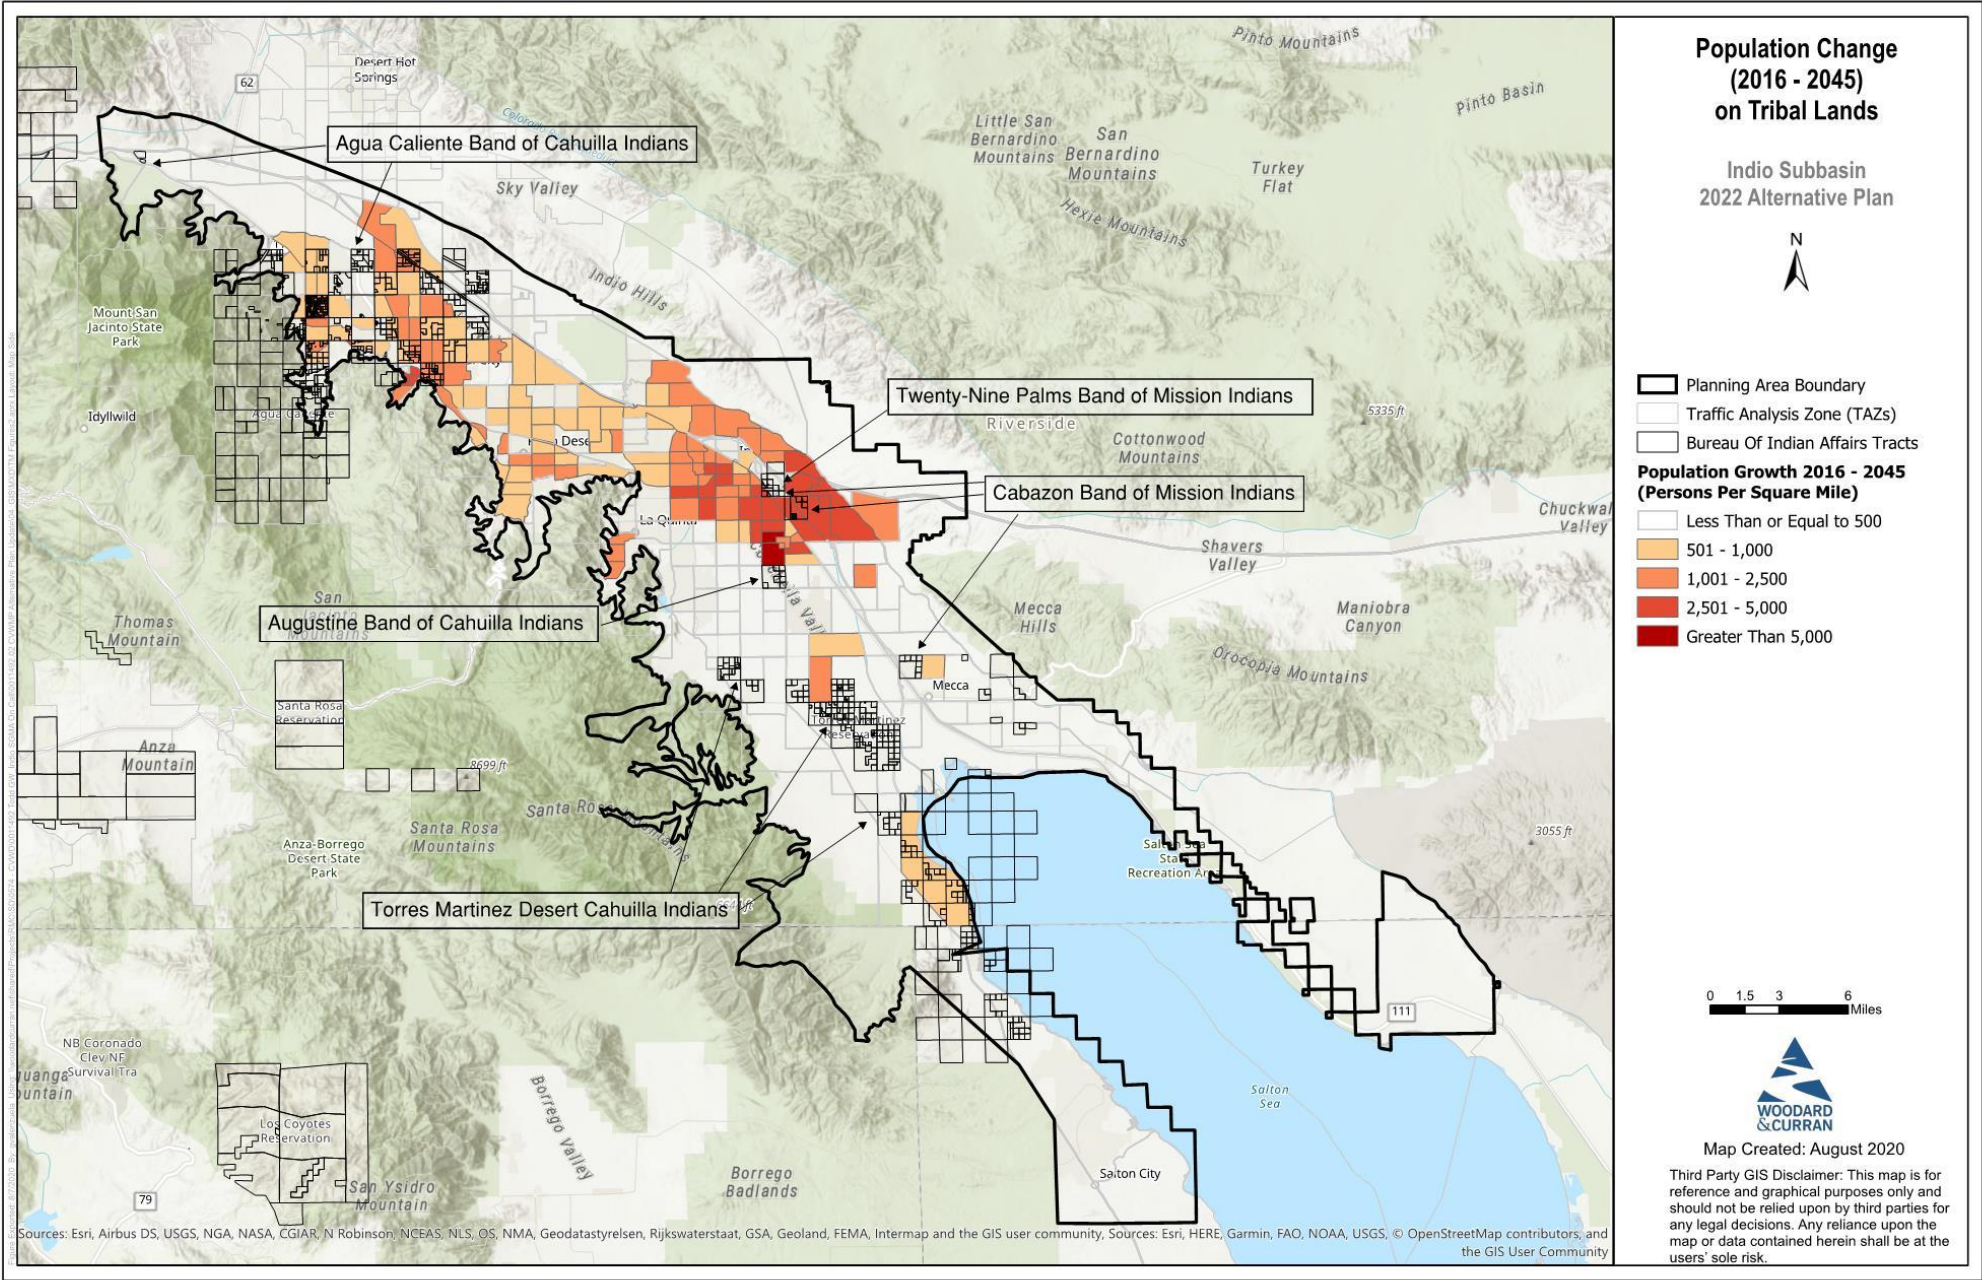 Population Change
(2016 - 2045)
on Tribal Lands
Indio Subbasin
2022 Alternative Plan
N
Planning Area Boundary
Traffic Analysis Zone (TAZs)
Bureau Of Indian Affairs Tracts
Population Growth 2016 - 2045
(Persons Per Square Mile)
Less Than or Equal to 500
501 - 1,000
1,001 - 2,500
2,501 - 5,000
Greater Than 5,000
0 1.5 3 6
Miles
WOODARD
&CURRAN
Map Created: August 2020
Third Party GIS Disclaimer: This map is for
reference and graphical purposes only and
should not be relied upon by third parties for
any legal decisions. Any reliance upon the
map or data contained herein shall be at the
users' sole risk.
Desert Hot
Springs
62
Pinto Mountains
Pinto Basin
Little San
Bernardino
Mountains
San
Bernardino
Mountains
Turkey
Flat
Hexie Mountains
Agua Caliente Band of Cahuilla Indians
Sky Valley
Indio Hills
Mount San
Jacinto State
Park
Idyllwild
Twenty-Nine Palms Band of Mission Indians
Riverside
5335 ft
Cottonwood
Mountains
Cabazon Band of Mission Indians
Chuckwal
Valley
La Quinta
Shavers
Valley
San
Jacinto
Mountains
Augustine Band of Cahuilla Indians
Thomas
Mountain
Mecca
Hills
Maniobra
Canyon
Orocopia Mountains
Santa Rosa
Reservation
Mecca
Anza
Mountain
8699 ft
Santa Rosa
Mountains
Anza-Borrego
Desert State
Park
3055 ft
Salton Sea
State
Recreation Area
Torres Martinez Desert Cahuilla Indians
111
NB Coronado
Clev NF
Survival Tra
Los Coyotes
Reservation
Borrego Valley
Salton
Sea
Salton City
Borrego
Badlands
79
San Ysidro
Mountain
Sources: Esri, Airbus DS, USGS, NGA, NASA, CGIAR, N Robinson, NCEAS, NLS, OS, NMA, Geodatastyrelsen, Rijkswaterstaat, GSA, Geoland, FEMA, Intermap and the GIS user community, Sources: Esri, HERE, Garmin, FAO, NOAA, USGS, © OpenStreetMap contributors, and
the GIS User Community